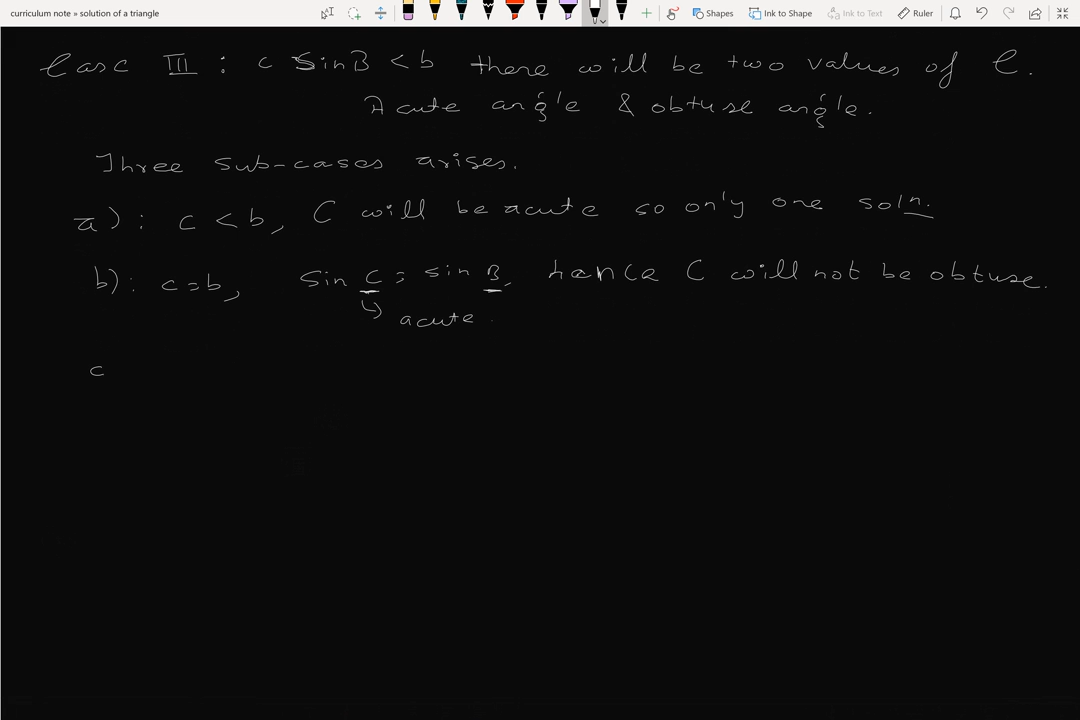 curriculum note » solution of a triangle
Shapes Ink to Shape Ink to Text Ruler
Case III : c sinB < b there will be two values of C.
Acute angle & obtuse angle.
Three sub-cases arises.
a) : c < b, C will be acute so only one soln.
b) : c = b, sin C = sin B, hence C will not be obtuse.
↳ acute.
c